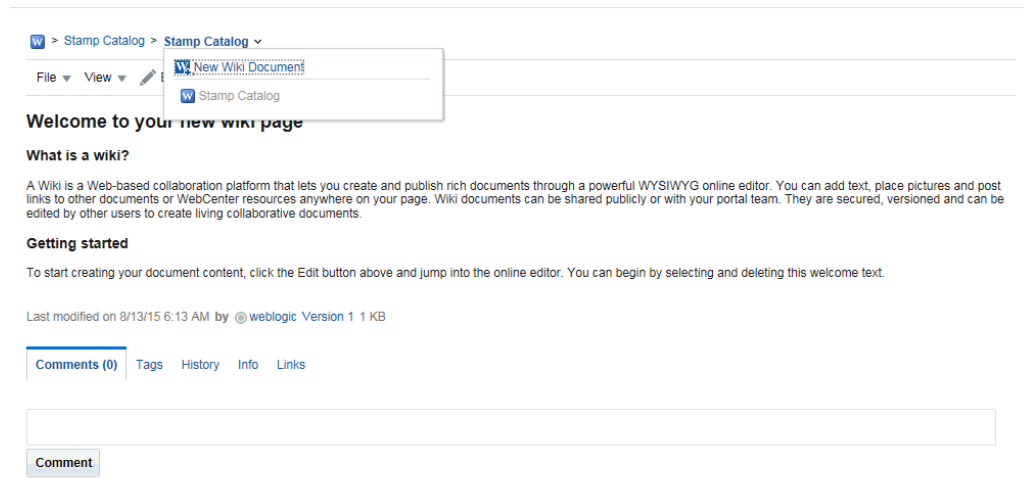 W > Stamp Catalog > Stamp Catalog
W New Wiki Document
File View
W Stamp Catalog
Welcome to your new wiki page
What is a wiki?
A Wiki is a Web-based collaboration platform that lets you create and publish rich documents through a powerful WYSIWYG online editor. You can add text, place pictures and post
links to other documents or WebCenter resources anywhere on your page. Wiki documents can be shared publicly or with your portal team. They are secured, versioned and can be
edited by other users to create living collaborative documents.
Getting started
To start creating your document content, click the Edit button above and jump into the online editor. You can begin by selecting and deleting this welcome text.
Last modified on 8/13/15 6:13 AM by weblogic Version 1 1 KB
Comments (0) Tags History Info Links
Comment